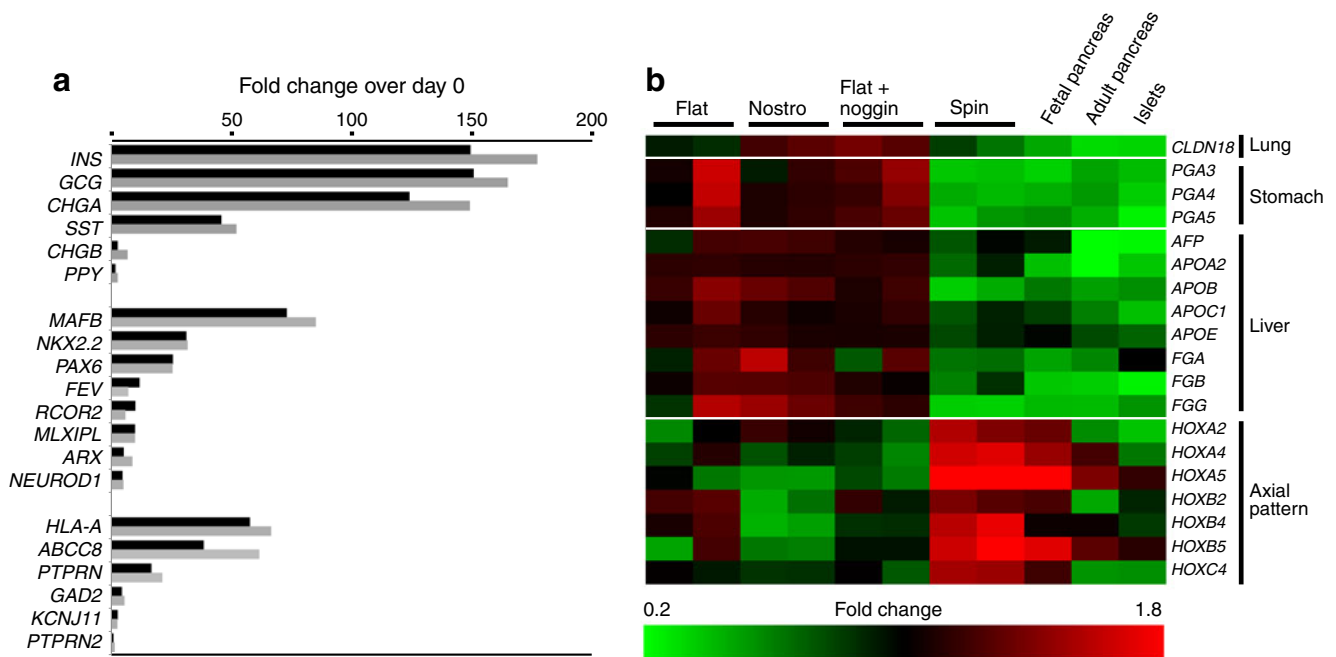 a
Fold change over day 0
50 100 150 200
INS
GCG
CHGA
SST
CHGB
PPY
MAFB
NKX2.2
PAX6
FEV
RCOR2
MLXIPL
ARX
NEUROD1
HLA-A
ABCC8
PTPRN
GAD2
KCNJ11
PTPRN2
b
Flat
Nostro
Flat +
noggin
Spin
Fetal pancreas
Adult pancreas
Islets
CLDN18
PGA3
PGA4
PGA5
AFP
APOA2
APOB
APOC1
APOE
FGA
FGB
FGG
HOXA2
HOXA4
HOXA5
HOXB2
HOXB4
HOXB5
HOXC4
Lung
Stomach
Liver
Axial
pattern
0.2 Fold change 1.8